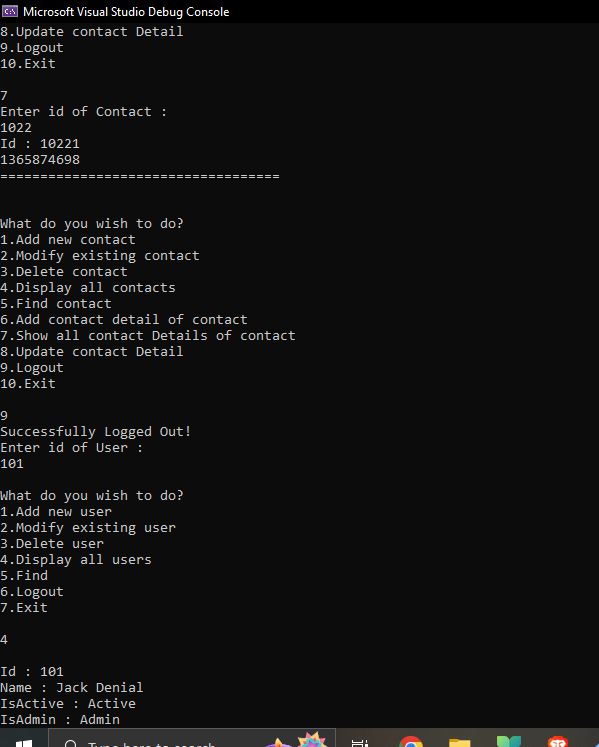 Microsoft Visual Studio Debug Console
8.Update contact Detail
9.Logout
10.Exit
7
Enter id of Contact :
1022
Id : 10221
1365874698
===================================
What do you wish to do?
1.Add new contact
2.Modify existing contact
3.Delete contact
4.Display all contacts
5.Find contact
6.Add contact detail of contact
7.Show all contact Details of contact
8.Update contact Detail
9.Logout
10.Exit
9
Successfully Logged Out!
Enter id of User :
101
What do you wish to do?
1.Add new user
2.Modify existing user
3.Delete user
4.Display all users
5.Find
6.Logout
7.Exit
4
Id : 101
Name : Jack Denial
IsActive : Active
IsAdmin : Admin
Type here to search